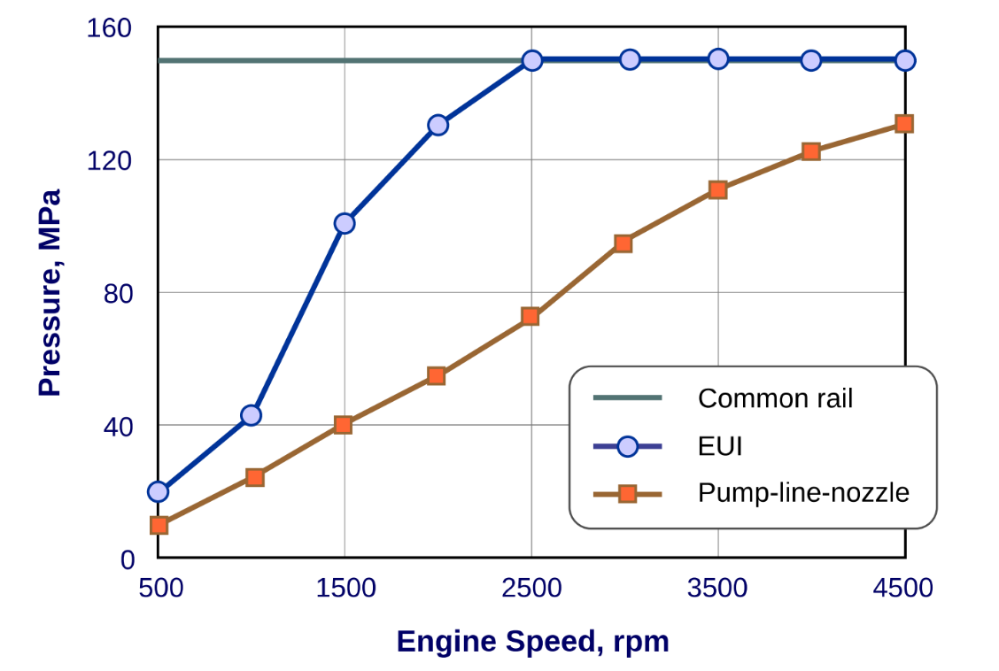 160
120
80
40
0
Pressure, MPa
500 1500 2500 3500 4500
Engine Speed, rpm
Common rail
EUI
Pump-line-nozzle